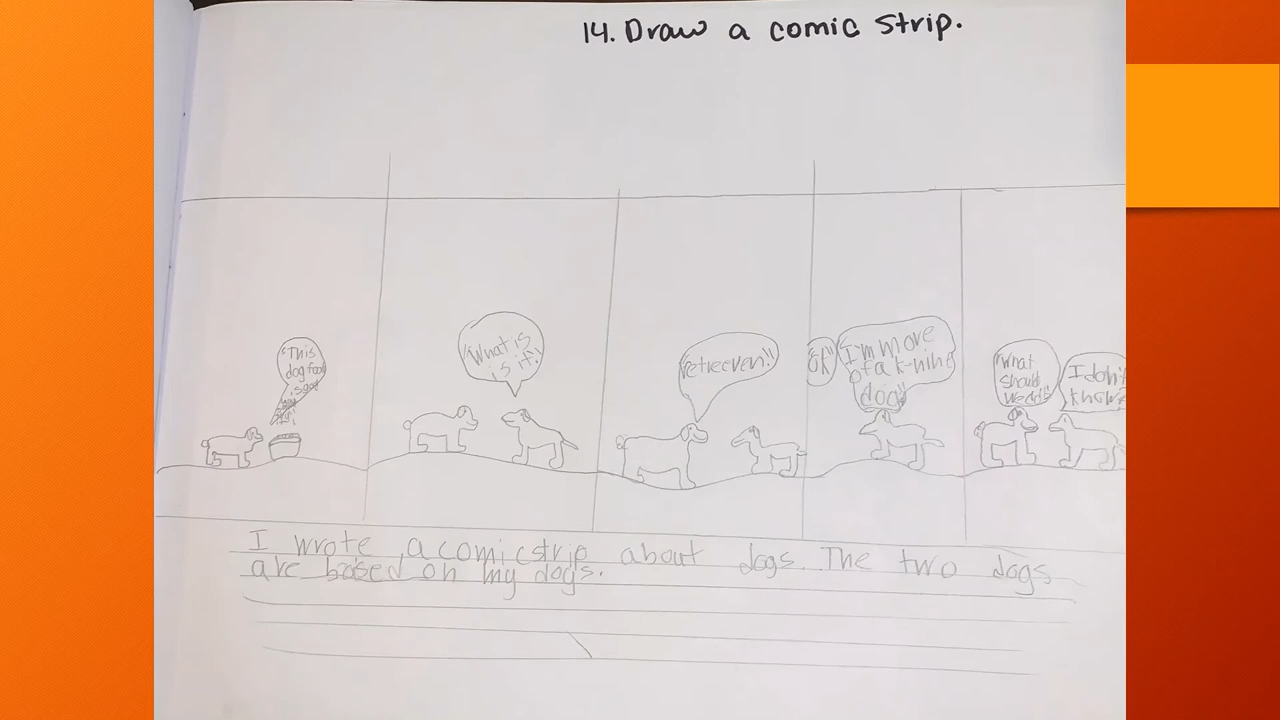 14. Draw a comic strip.
"This
dog food
is good
"What is
is it?"
retreever!"
"ok"
I'm more
of a k-nine
dog"
"what
should
we do"
I don't
know"
I wrote a comic strip about dogs. The two dogs
are based on my dogs.